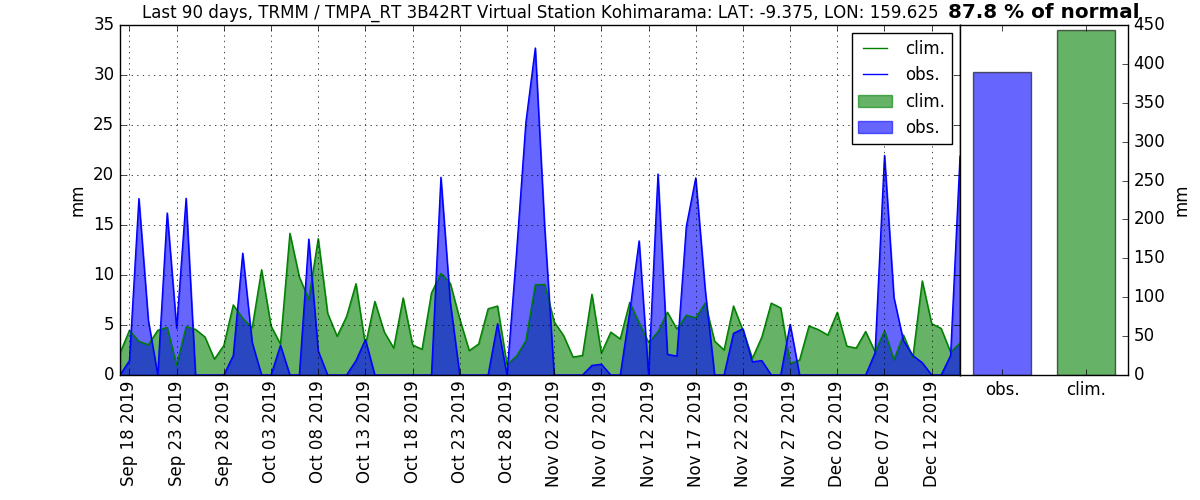 Last 90 days, TRMM / TMPA_RT 3B42RT Virtual Station Kohimarama: LAT: -9.375, LON: 159.625 87.8 % of normal
35
30
25
20
15
10
5
0
mm
clim.
obs.
clim.
obs.
450
400
350
300
250
200
150
100
50
0
mm
Sep 18 2019
Sep 23 2019
Sep 28 2019
Oct 03 2019
Oct 08 2019
Oct 13 2019
Oct 18 2019
Oct 23 2019
Oct 28 2019
Nov 02 2019
Nov 07 2019
Nov 12 2019
Nov 17 2019
Nov 22 2019
Nov 27 2019
Dec 02 2019
Dec 07 2019
Dec 12 2019
obs.
clim.